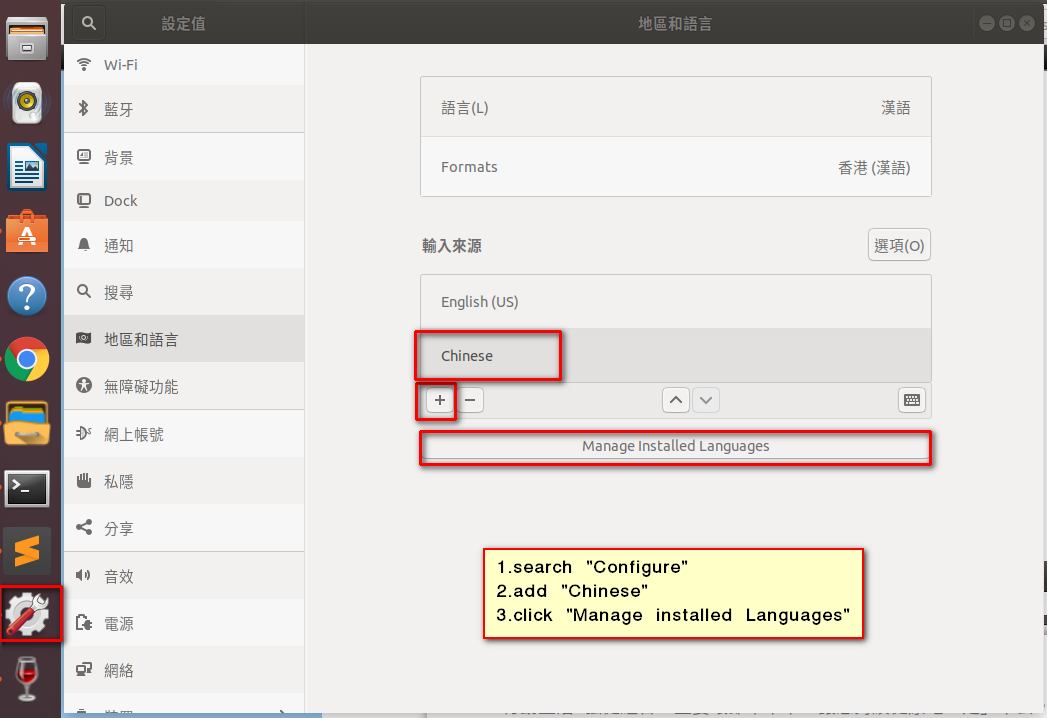 設定值
地區和語言
Wi-Fi
藍牙
背景
Dock
通知
搜尋
地區和語言
無障礙功能
網上帳號
私隱
分享
音效
電源
網絡
語言(L)
漢語
Formats
香港 (漢語)
輸入來源
選項(O)
English (US)
Chinese
Manage Installed Languages
1.search "Configure"
2.add "Chinese"
3.click "Manage installed Languages"